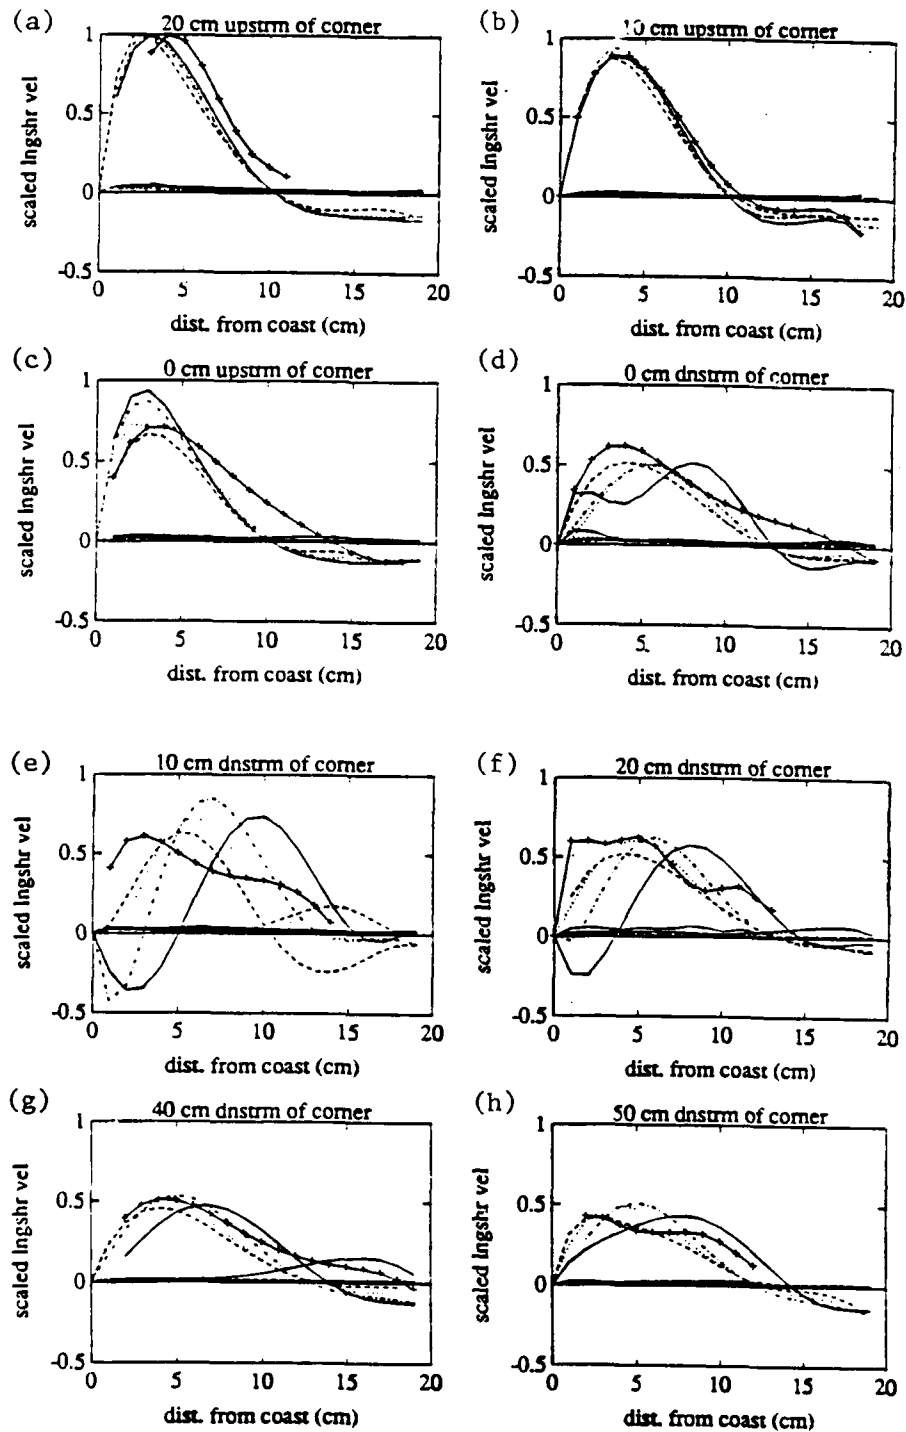 (a) 20 cm upstrm of corner
1
0.5
0
-0.5
scaled lngshr vel
0 5 10 15 20
dist. from coast (cm)
(b) 10 cm upstrm of corner
1
0.5
0
-0.5
scaled lngshr vel
0 5 10 15 20
dist. from coast (cm)
(c) 0 cm upstrm of corner
1
0.5
0
-0.5
scaled lngshr vel
0 5 10 15 20
dist. from coast (cm)
(d) 0 cm dnstrm of corner
1
0.5
0
-0.5
scaled lngshr vel
0 5 10 15 20
dist. from coast (cm)
(e) 10 cm dnstrm of corner
1
0.5
0
-0.5
scaled lngshr vel
0 5 10 15 20
dist. from coast (cm)
(f) 20 cm dnstrm of corner
1
0.5
0
-0.5
scaled lngshr vel
0 5 10 15 20
dist. from coast (cm)
(g) 40 cm dnstrm of corner
1
0.5
0
-0.5
scaled lngshr vel
0 5 10 15 20
dist. from coast (cm)
(h) 50 cm dnstrm of corner
1
0.5
0
-0.5
scaled lngshr vel
0 5 10 15 20
dist. from coast (cm)